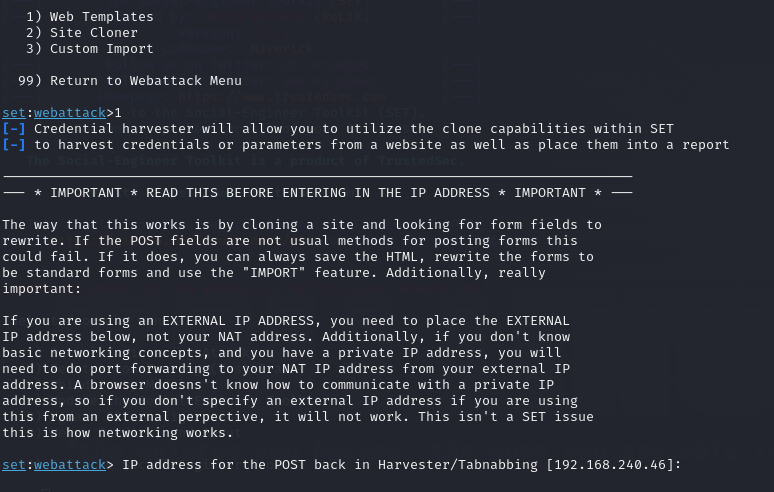 1) Web Templates
2) Site Cloner
3) Custom Import
99) Return to Webattack Menu
set:webattack>1
[-] Credential harvester will allow you to utilize the clone capabilities within SET
[-] to harvest credentials or parameters from a website as well as place them into a report
The Social-Engineer Toolkit is a product of TrustedSec.
--- * IMPORTANT * READ THIS BEFORE ENTERING IN THE IP ADDRESS * IMPORTANT * ---
The way that this works is by cloning a site and looking for form fields to
rewrite. If the POST fields are not usual methods for posting forms this
could fail. If it does, you can always save the HTML, rewrite the forms to
be standard forms and use the "IMPORT" feature. Additionally, really
important:
If you are using an EXTERNAL IP ADDRESS, you need to place the EXTERNAL
IP address below, not your NAT address. Additionally, if you don't know
basic networking concepts, and you have a private IP address, you will
need to do port forwarding to your NAT IP address from your external IP
address. A browser doesns't know how to communicate with a private IP
address, so if you don't specify an external IP address if you are using
this from an external perpective, it will not work. This isn't a SET issue
this is how networking works.
set:webattack> IP address for the POST back in Harvester/Tabnabbing [192.168.240.46]: